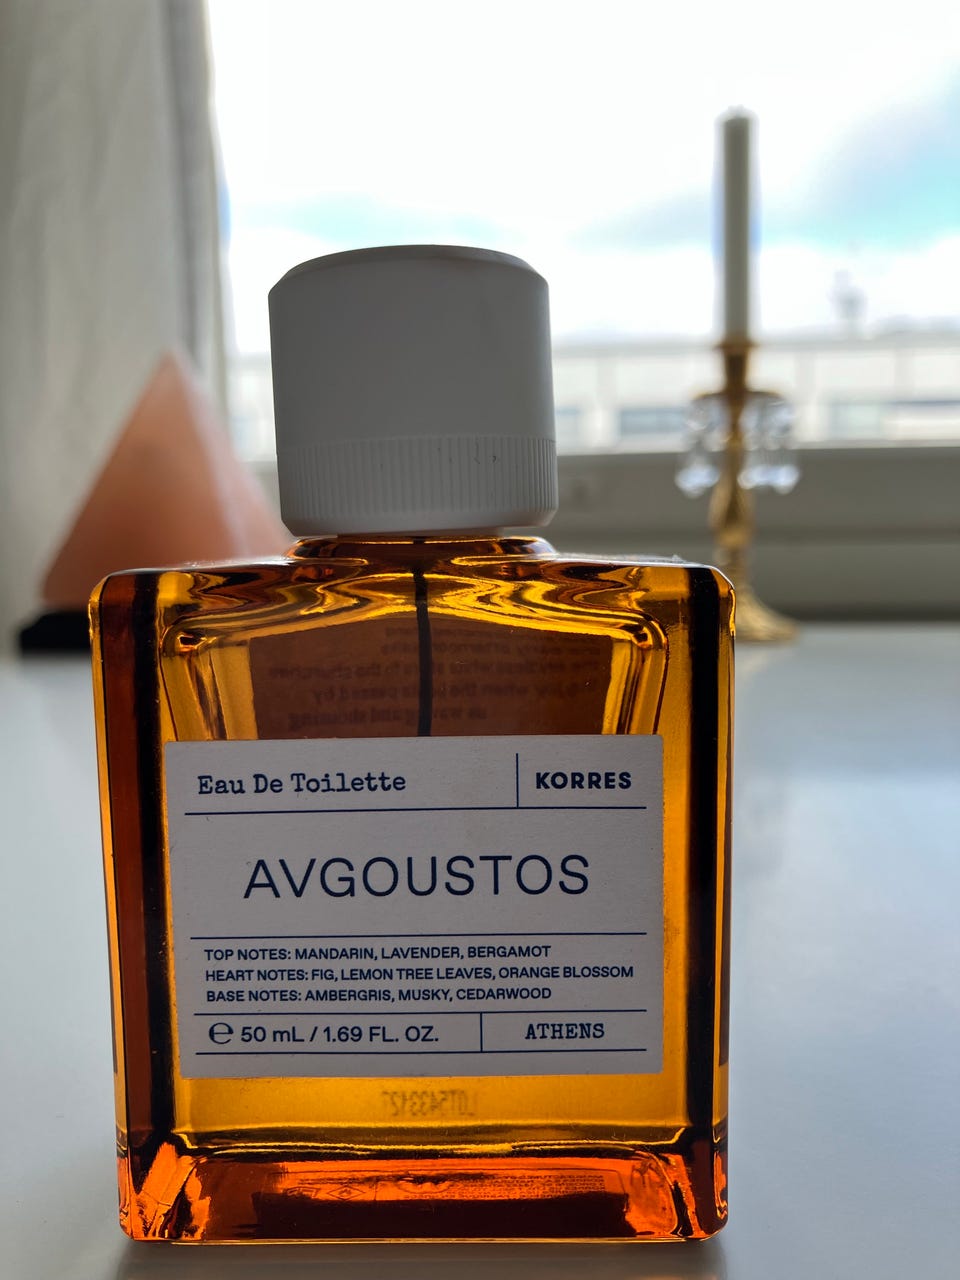 Eau De Toilette
KORRES
AVGOUSTOS
TOP NOTES: MANDARIN, LAVENDER, BERGAMOT
HEART NOTES: FIG, LEMON TREE LEAVES, ORANGE BLOSSOM
BASE NOTES: AMBERGRIS, MUSKY, CEDARWOOD
℮ 50 mL / 1.69 FL. OZ.
ATHENS